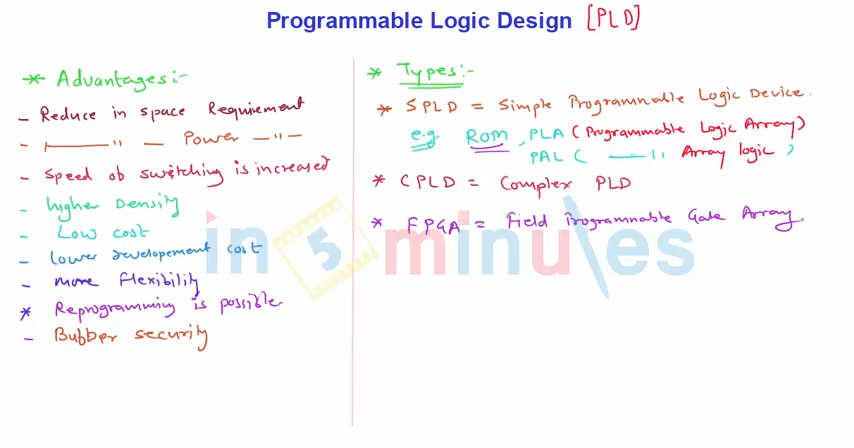 Programmable Logic Design [PLD]
* Advantages:-
- Reduce in space Requirement
- —— " — Power — " —
- Speed of switching is increased
- higher Density
- Low cost
- Lower developement cost
- more flexibility
* Reprogramming is possible
- Bubber security
* Types:-
* SPLD = Simple Programmable Logic Device.
e.g ROM, PLA (Programmable Logic Array)
PAL ( —— " Array logic )
* CPLD = Complex PLD
* FPGA = Field Programmable Gate Array
in 5 minutes